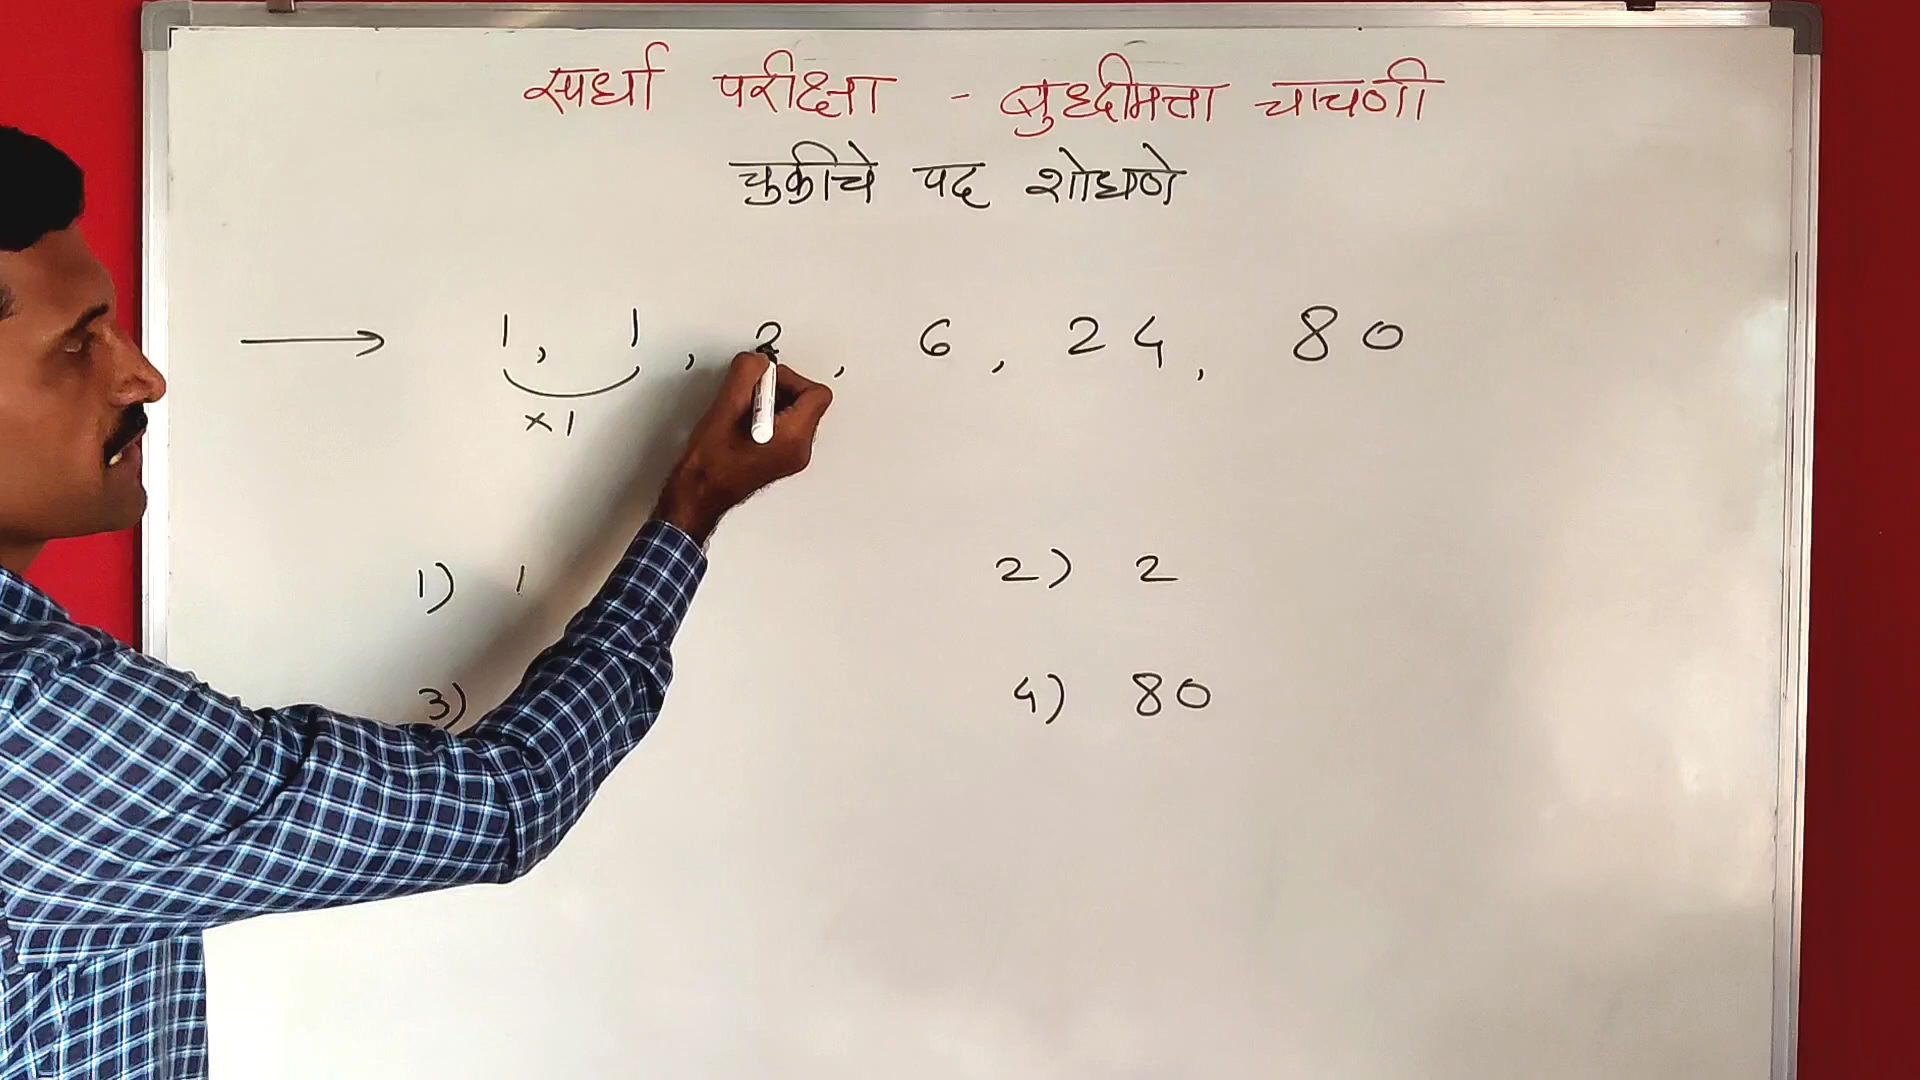 स्पर्धा परीक्षा - बुध्दीमत्ता चाचणी
चुकीचे पद शोधणे
→ 1, 1, 2, 6, 24, 80
×1
1) 1 2) 2
3) 4) 80